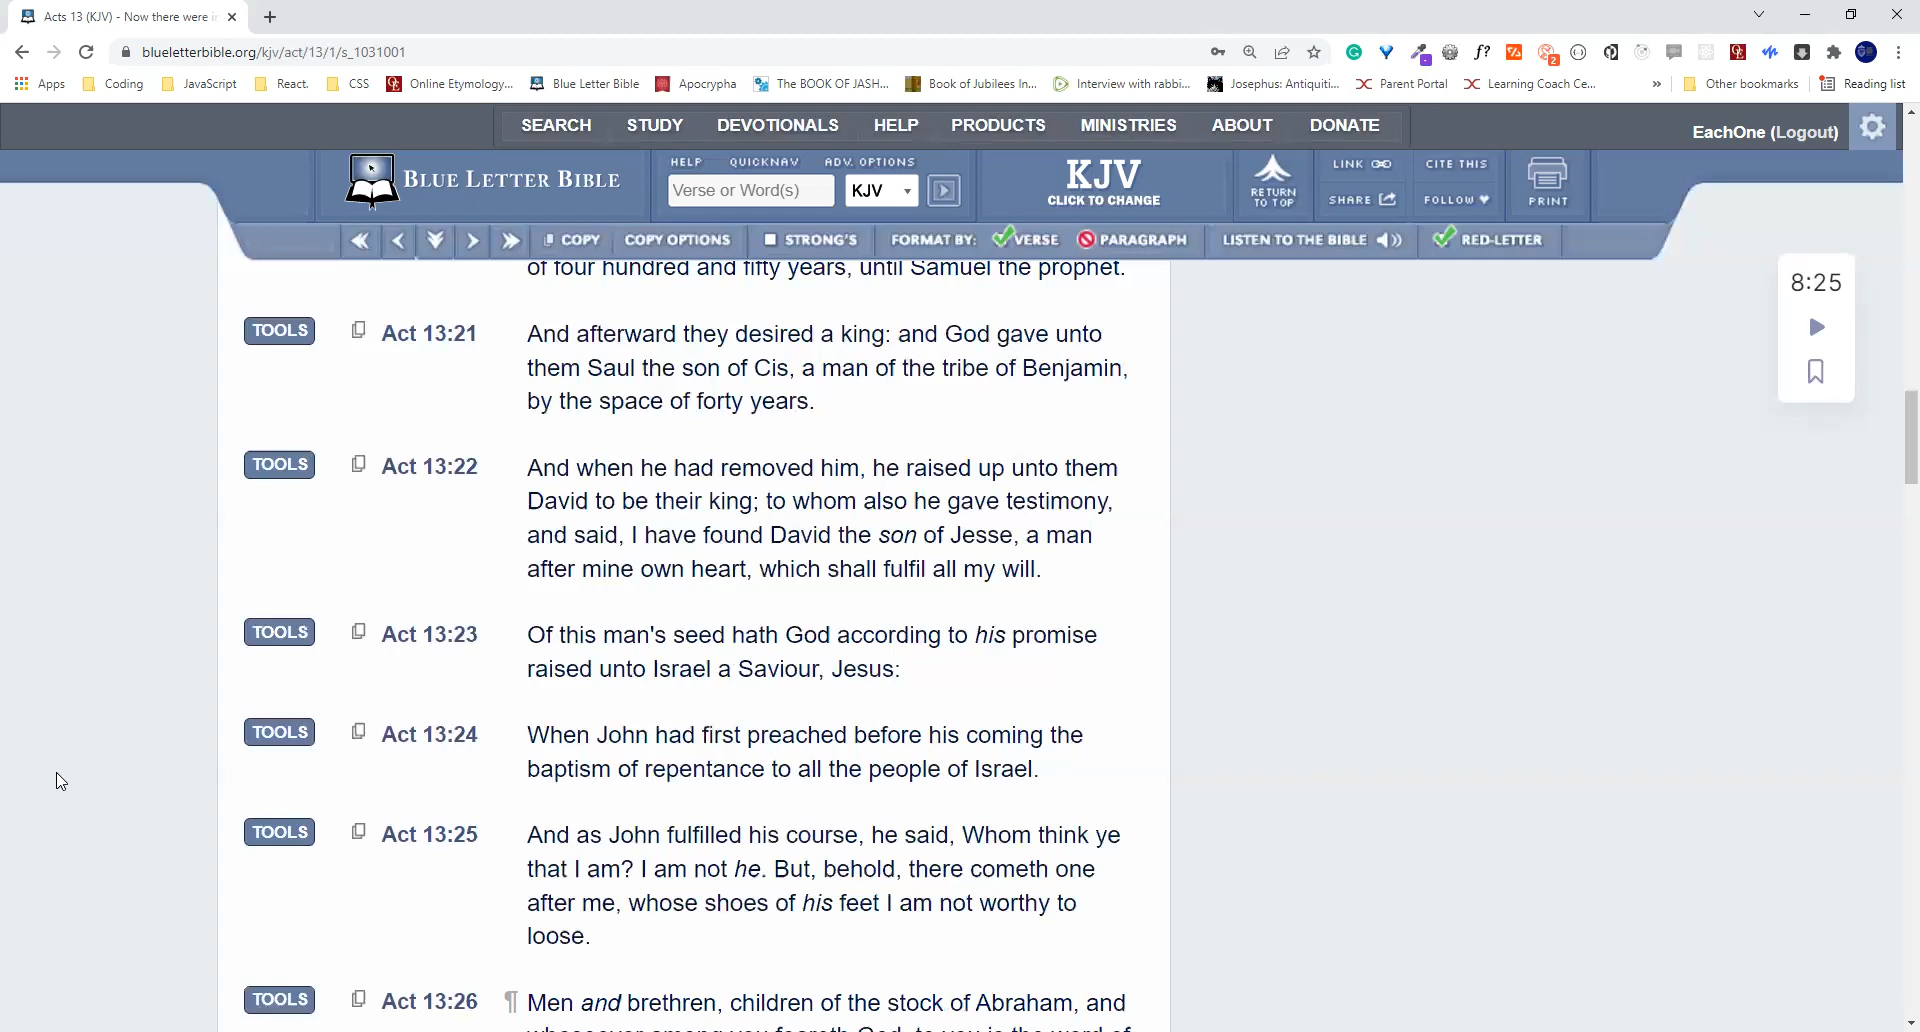 Acts 13 (KJV) - Now there were i
blueletterbible.org/kjv/act/13/1/s_1031001
Apps Coding JavaScript React. CSS Online Etymology... Blue Letter Bible Apocrypha The BOOK OF JASH... Book of Jubilees In... Interview with rabbi... Josephus: Antiquiti... Parent Portal Learning Coach Ce... » Other bookmarks Reading list
SEARCH STUDY DEVOTIONALS HELP PRODUCTS MINISTRIES ABOUT DONATE
EachOne (Logout)
HELP QUICKNAV ADV. OPTIONS
BLUE LETTER BIBLE
Verse or Word(s) KJV
KJV
CLICK TO CHANGE
RETURN
TO TOP
LINK CITE THIS
SHARE FOLLOW PRINT
COPY COPY OPTIONS STRONG'S FORMAT BY: VERSE PARAGRAPH LISTEN TO THE BIBLE RED-LETTER
of four hundred and fifty years, until Samuel the prophet.
8:25
TOOLS Act 13:21 And afterward they desired a king: and God gave unto
them Saul the son of Cis, a man of the tribe of Benjamin,
by the space of forty years.
TOOLS Act 13:22 And when he had removed him, he raised up unto them
David to be their king; to whom also he gave testimony,
and said, I have found David the son of Jesse, a man
after mine own heart, which shall fulfil all my will.
TOOLS Act 13:23 Of this man's seed hath God according to his promise
raised unto Israel a Saviour, Jesus:
TOOLS Act 13:24 When John had first preached before his coming the
baptism of repentance to all the people of Israel.
TOOLS Act 13:25 And as John fulfilled his course, he said, Whom think ye
that I am? I am not he. But, behold, there cometh one
after me, whose shoes of his feet I am not worthy to
loose.
TOOLS Act 13:26 ¶ Men and brethren, children of the stock of Abraham, and